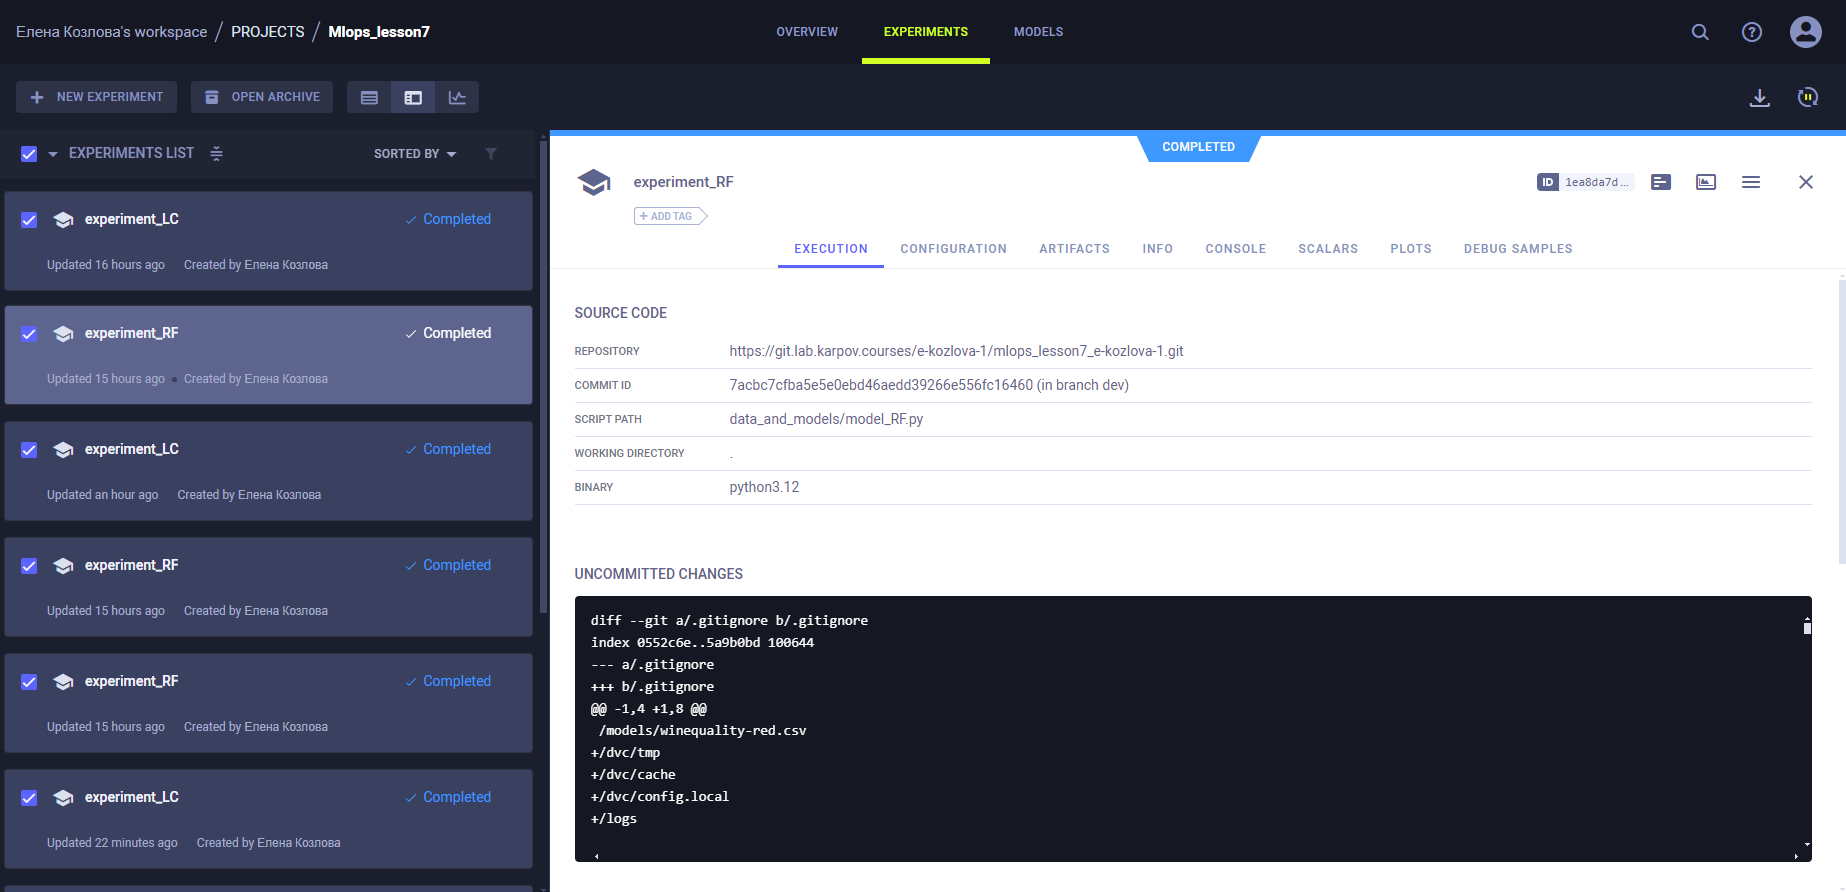 Елена Козлова's workspace / PROJECTS / Mlops_lesson7
OVERVIEW
EXPERIMENTS
MODELS
NEW EXPERIMENT
OPEN ARCHIVE
EXPERIMENTS LIST
SORTED BY
experiment_LC
Completed
Updated 16 hours ago
Created by Елена Козлова
experiment_RF
Completed
Updated 15 hours ago
Created by Елена Козлова
experiment_LC
Completed
Updated an hour ago
Created by Елена Козлова
experiment_RF
Completed
Updated 15 hours ago
Created by Елена Козлова
experiment_RF
Completed
Updated 15 hours ago
Created by Елена Козлова
experiment_LC
Completed
Updated 22 minutes ago
Created by Елена Козлова
COMPLETED
experiment_RF
ID 1ea8da7d...
+ ADD TAG
EXECUTION
CONFIGURATION
ARTIFACTS
INFO
CONSOLE
SCALARS
PLOTS
DEBUG SAMPLES
SOURCE CODE
REPOSITORY https://git.lab.karpov.courses/e-kozlova-1/mlops_lesson7_e-kozlova-1.git
COMMIT ID 7acbc7cfba5e5e0ebd46aedd39266e556fc16460 (in branch dev)
SCRIPT PATH data_and_models/model_RF.py
WORKING DIRECTORY .
BINARY python3.12
UNCOMMITTED CHANGES
diff --git a/.gitignore b/.gitignore
index 0552c6e..5a9b0bd 100644
--- a/.gitignore
+++ b/.gitignore
@@ -1,4 +1,8 @@
 /models/winequality-red.csv
+/dvc/tmp
+/dvc/cache
+/dvc/config.local
+/logs